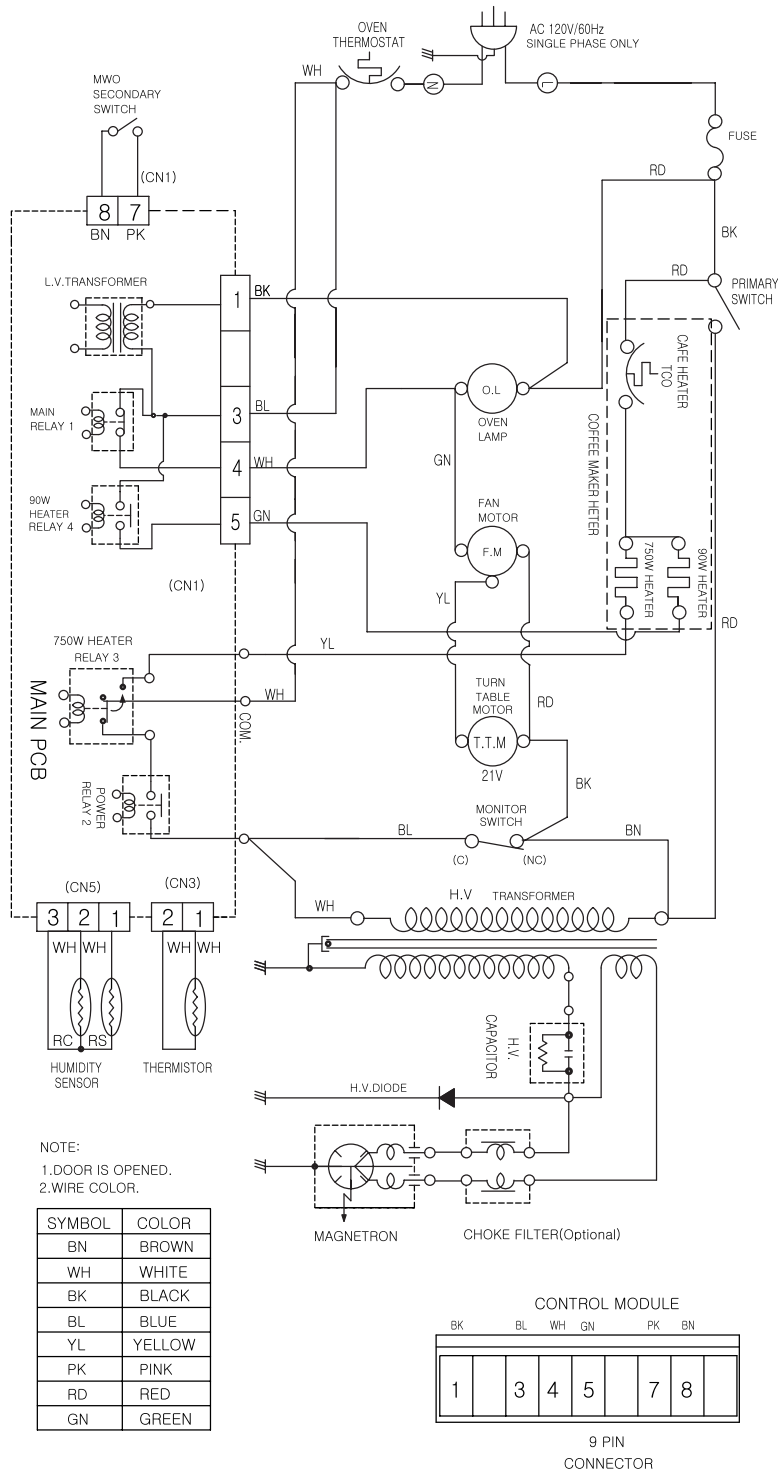 OVEN
THERMOSTAT
AC 120V/60Hz
SINGLE PHASE ONLY
MWO
SECONDARY
SWITCH
WH
N
L
FUSE
(CN1)
RD
8 7
BN PK
BK
L.V.TRANSFORMER
1
BK
RD
PRIMARY
SWITCH
CAFE HEATER
TCO
COFFEE MAKER HETER
O.L
OVEN
LAMP
MAIN
RELAY 1
3
BL
4
WH
GN
90W
HEATER
RELAY 4
5
GN
FAN
MOTOR
F.M
750W HEATER
90W HEATER
(CN1)
YL
RD
750W HEATER
RELAY 3
YL
WH
COM.
MAIN PCB
TURN
TABLE
MOTOR
RD
T.T.M
21V
BK
POWER
RELAY 2
MONITOR
SWITCH
BL
BN
(C)
(NC)
H.V TRANSFORMER
WH
(CN5)
(CN3)
3 2 1
2 1
WH WH
WH WH
RC RS
HUMIDITY
SENSOR
THERMISTOR
H.V.
CAPACITOR
H.V.DIODE
MAGNETRON
CHOKE FILTER(Optional)
NOTE:
1.DOOR IS OPENED.
2.WIRE COLOR.
SYMBOL COLOR
BN BROWN
WH WHITE
BK BLACK
BL BLUE
YL YELLOW
PK PINK
RD RED
GN GREEN
CONTROL MODULE
BK BL WH GN PK BN
1 3 4 5 7 8
9 PIN
CONNECTOR